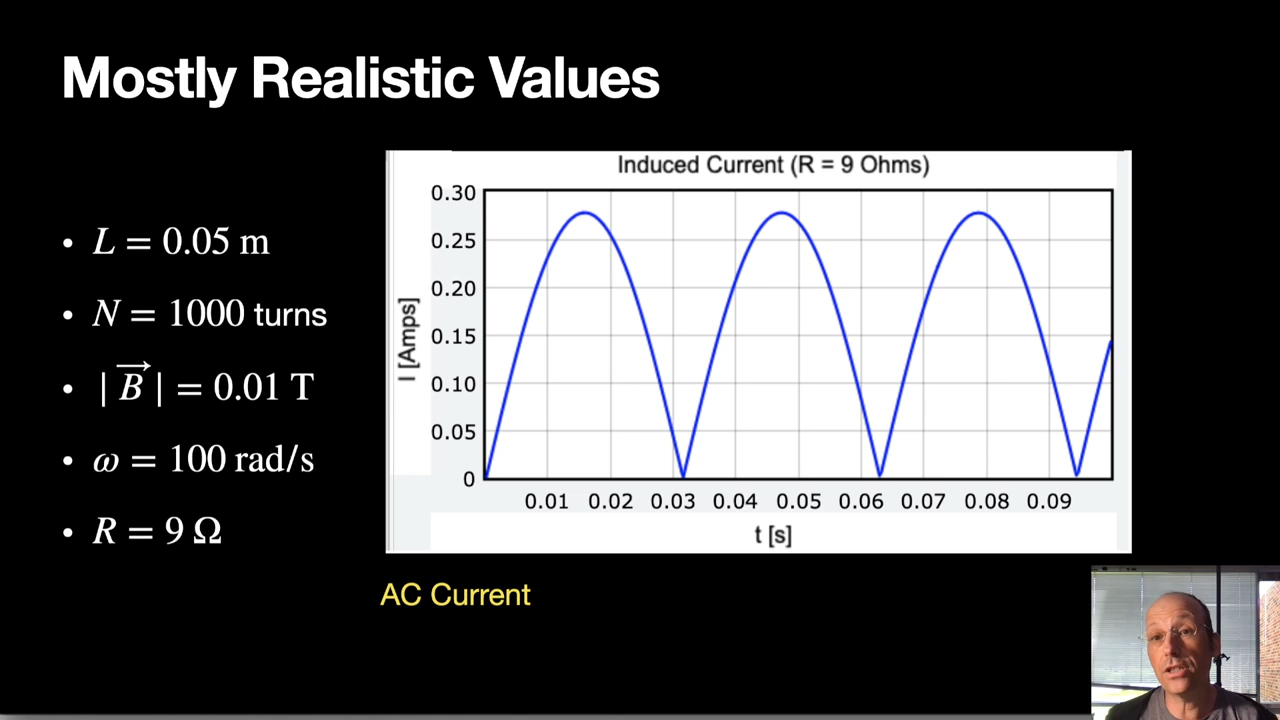 Mostly Realistic Values
• L = 0.05 m
• N = 1000 turns
• |B⃗| = 0.01 T
• ω = 100 rad/s
• R = 9 Ω
Induced Current (R = 9 Ohms)
I [Amps]
0.30
0.25
0.20
0.15
0.10
0.05
0
0.01 0.02 0.03 0.04 0.05 0.06 0.07 0.08 0.09
t [s]
AC Current